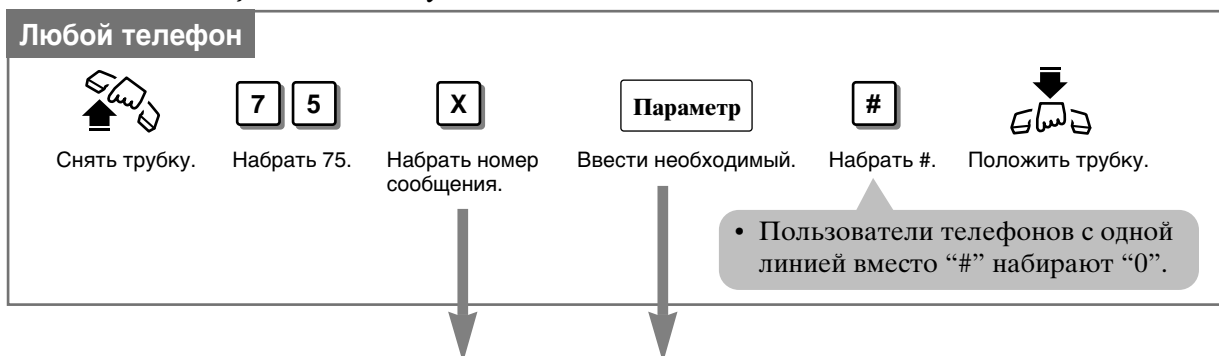 Любой телефон
7 5
X
Параметр
#
Снять трубку.
Набрать 75.
Набрать номер
сообщения.
Ввести необходимый.
Набрать #.
Положить трубку.
• Пользователи телефонов с одной
линией вместо “#” набирают “0”.